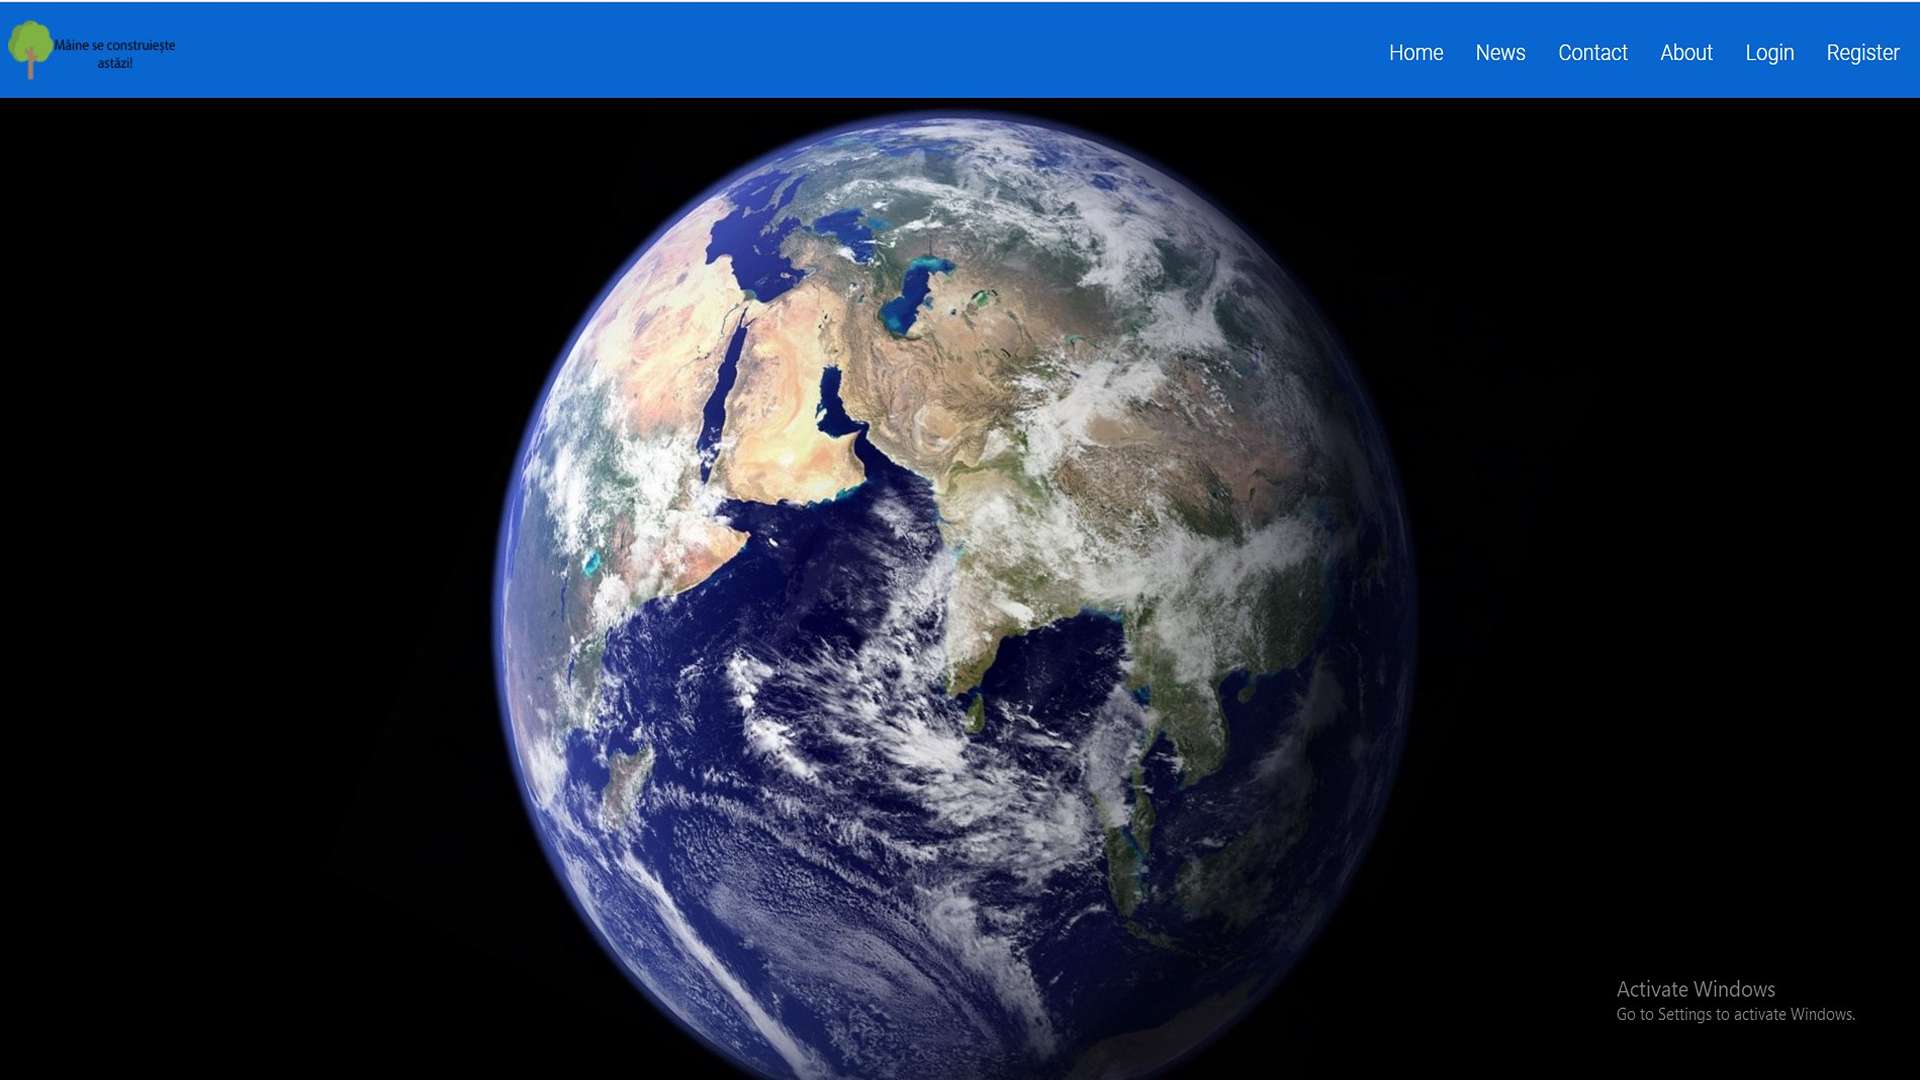 Mâine se construiește
astăzi!
Home News Contact About Login Register
Activate Windows
Go to Settings to activate Windows.